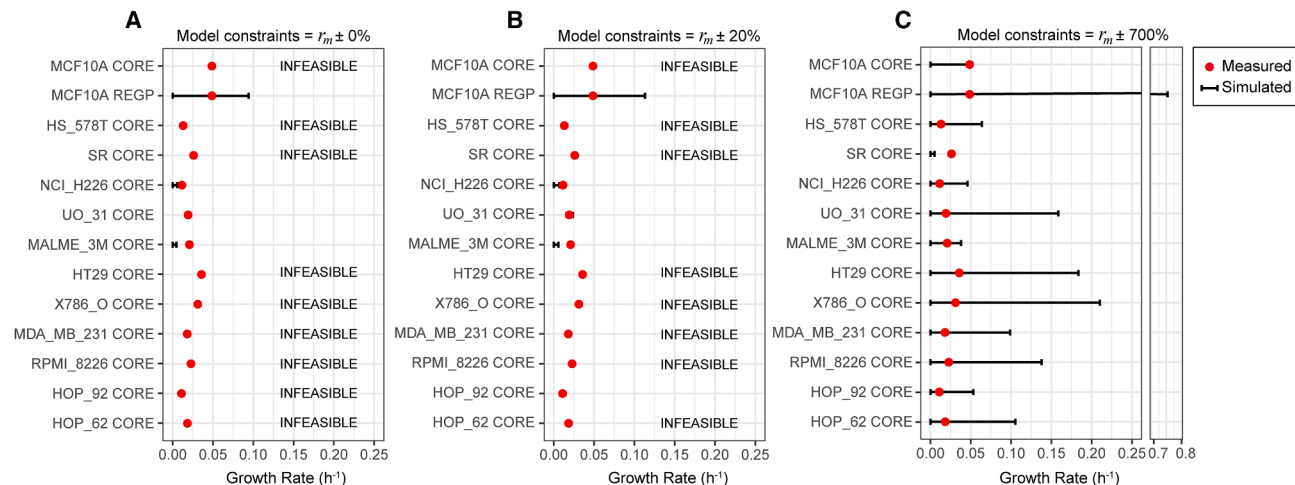 A
Model constraints = rₘ ± 0%
MCF10A CORE INFEASIBLE
MCF10A REGP
HS_578T CORE INFEASIBLE
SR CORE INFEASIBLE
NCI_H226 CORE
UO_31 CORE
MALME_3M CORE
HT29 CORE INFEASIBLE
X786_O CORE INFEASIBLE
MDA_MB_231 CORE INFEASIBLE
RPMI_8226 CORE INFEASIBLE
HOP_92 CORE INFEASIBLE
HOP_62 CORE INFEASIBLE
0.00 0.05 0.10 0.15 0.20 0.25
Growth Rate (h⁻¹)
B
Model constraints = rₘ ± 20%
MCF10A CORE INFEASIBLE
MCF10A REGP
HS_578T CORE INFEASIBLE
SR CORE INFEASIBLE
NCI_H226 CORE
UO_31 CORE
MALME_3M CORE
HT29 CORE INFEASIBLE
X786_O CORE INFEASIBLE
MDA_MB_231 CORE INFEASIBLE
RPMI_8226 CORE INFEASIBLE
HOP_92 CORE
HOP_62 CORE INFEASIBLE
0.00 0.05 0.10 0.15 0.20 0.25
Growth Rate (h⁻¹)
C
Model constraints = rₘ ± 700%
MCF10A CORE
MCF10A REGP
HS_578T CORE
SR CORE
NCI_H226 CORE
UO_31 CORE
MALME_3M CORE
HT29 CORE
X786_O CORE
MDA_MB_231 CORE
RPMI_8226 CORE
HOP_92 CORE
HOP_62 CORE
0.00 0.05 0.10 0.15 0.20 0.25 0.7 0.8
Growth Rate (h⁻¹)
Measured
Simulated